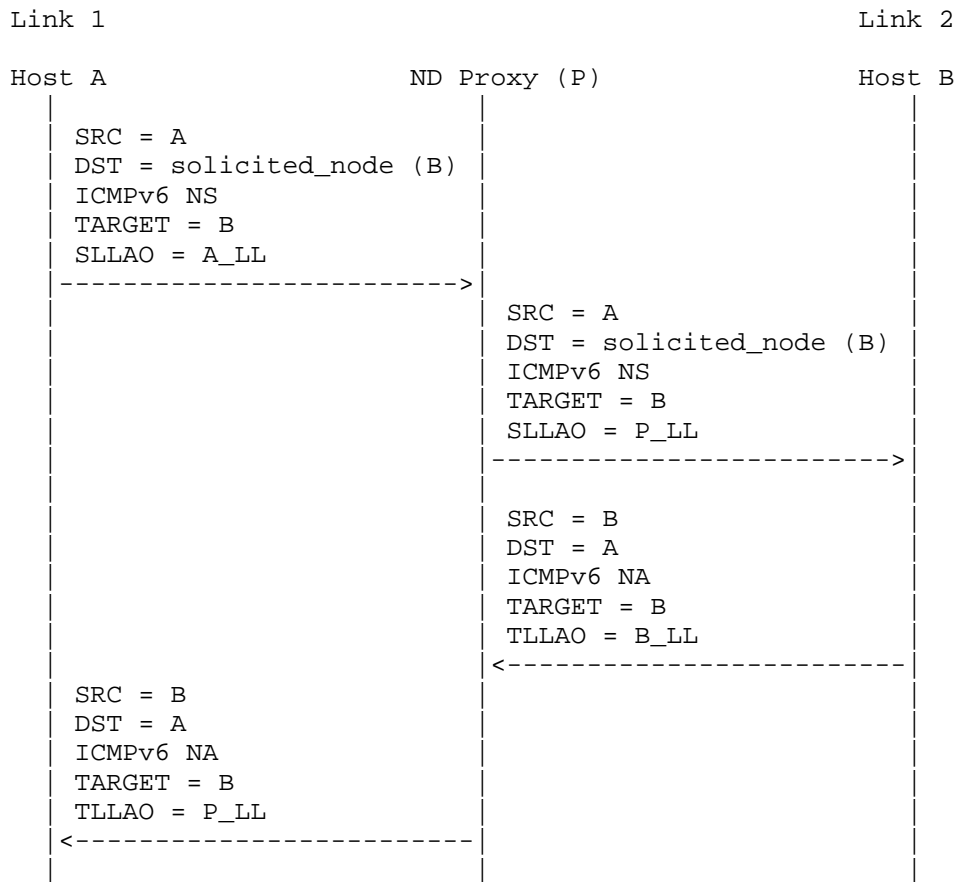 Link 1 Link 2
Host A ND Proxy (P) Host B
SRC = A
DST = solicited_node (B)
ICMPv6 NS
TARGET = B
SLLAO = A_LL
SRC = A
DST = solicited_node (B)
ICMPv6 NS
TARGET = B
SLLAO = P_LL
SRC = B
DST = A
ICMPv6 NA
TARGET = B
TLLAO = B_LL
SRC = B
DST = A
ICMPv6 NA
TARGET = B
TLLAO = P_LL